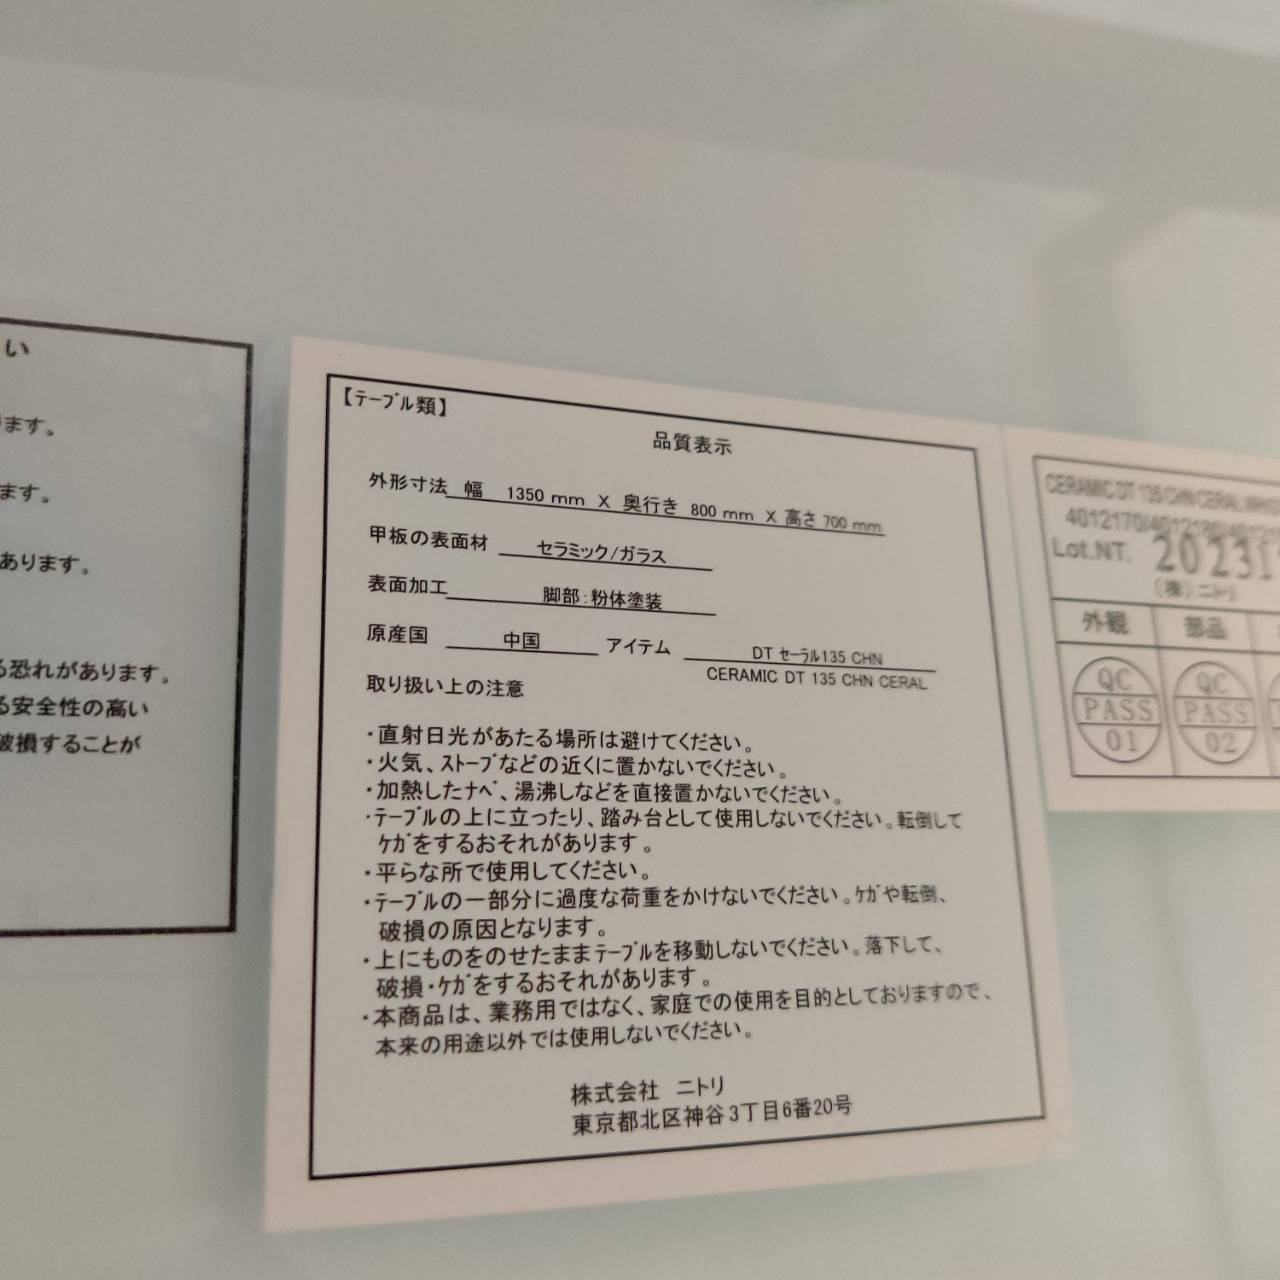 い
ます。
ます。
あります。
る恐れがあります。
る安全性の高い
破損することが
【ﾃｰﾌﾞﾙ類】
品質表示
外形寸法 幅 1350 mm X 奥行き 800 mm X 高さ 700 mm
甲板の表面材 セラミック/ガラス
表面加工 脚部:粉体塗装
原産国 中国 アイテム DT ｾｰﾗﾙ135 CHN
CERAMIC DT 135 CHN CERAL
取り扱い上の注意
・直射日光があたる場所は避けてください。
・火気、ｽﾄｰﾌﾞなどの近くに置かないでください。
・加熱したﾅﾍﾞ、湯沸しなどを直接置かないでください。
・ﾃｰﾌﾞﾙの上に立ったり、踏み台として使用しないでください。転倒して
ｹｶﾞをするおそれがあります。
・平らな所で使用してください。
・ﾃｰﾌﾞﾙの一部分に過度な荷重をかけないでください。ｹｶﾞや転倒、
破損の原因となります。
・上にものをのせたままﾃｰﾌﾞﾙを移動しないでください。落下して、
破損・ｹｶﾞをするおそれがあります。
・本商品は、業務用ではなく、家庭での使用を目的としておりますので、
本来の用途以外では使用しないでください。
株式会社 ニトリ
東京都北区神谷3丁目6番20号
CERAMIC DT 135 CHN CERAL
4012170/4012180/
Lot.NT. 20231
(株)ニトリ
外観 部品
QC PASS 01
QC PASS 02